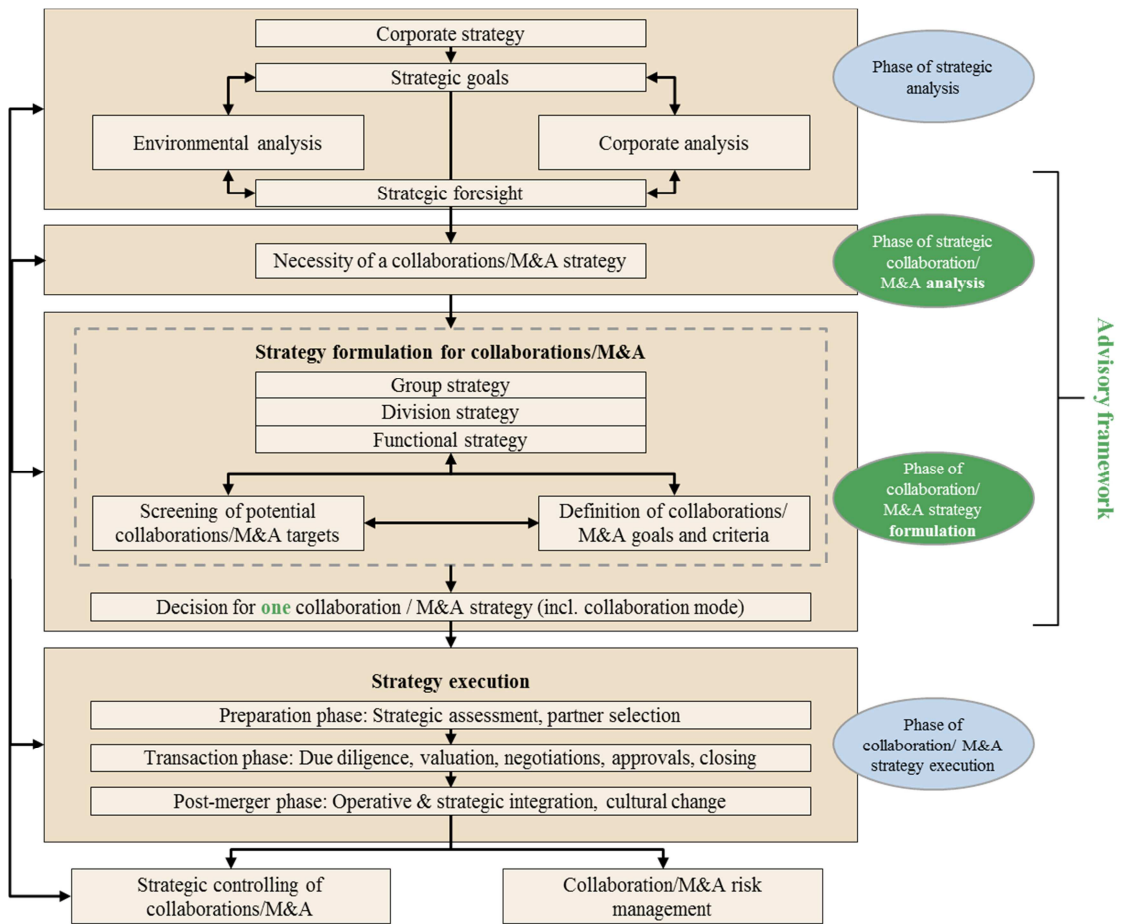 Corporate strategy
Strategic goals
Phase of strategic
analysis
Environmental analysis
Corporate analysis
Strategic foresight
Necessity of a collaborations/M&A strategy
Phase of strategic
collaboration/
M&A analysis
Strategy formulation for collaborations/M&A
Group strategy
Division strategy
Functional strategy
Screening of potential
collaborations/M&A targets
Definition of collaborations/
M&A goals and criteria
Phase of
collaboration/
M&A strategy
formulation
Decision for one collaboration / M&A strategy (incl. collaboration mode)
Advisory framework
Strategy execution
Preparation phase: Strategic assessment, partner selection
Transaction phase: Due diligence, valuation, negotiations, approvals, closing
Post-merger phase: Operative & strategic integration, cultural change
Phase of
collaboration/ M&A
strategy execution
Strategic controlling of
collaborations/M&A
Collaboration/M&A risk
management